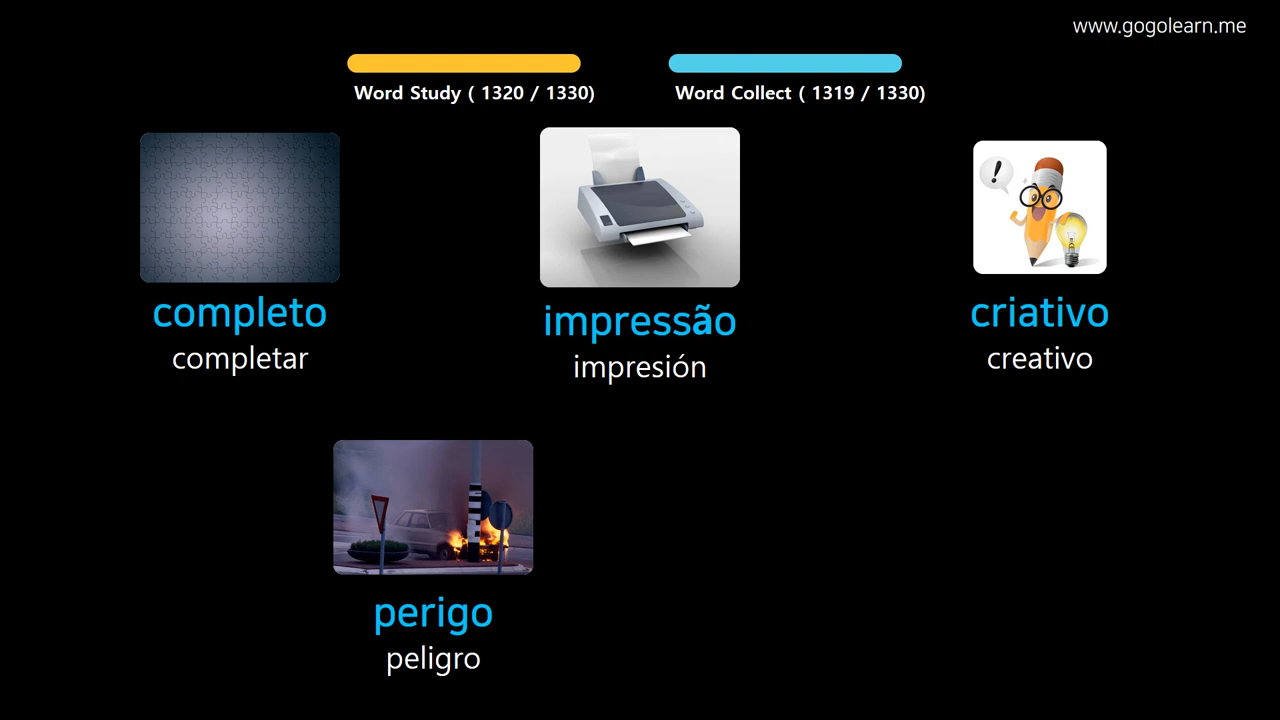 www.gogolearn.me
Word Study ( 1320 / 1330)
Word Collect ( 1319 / 1330)
completo
completar
impressão
impresión
criativo
creativo
perigo
peligro